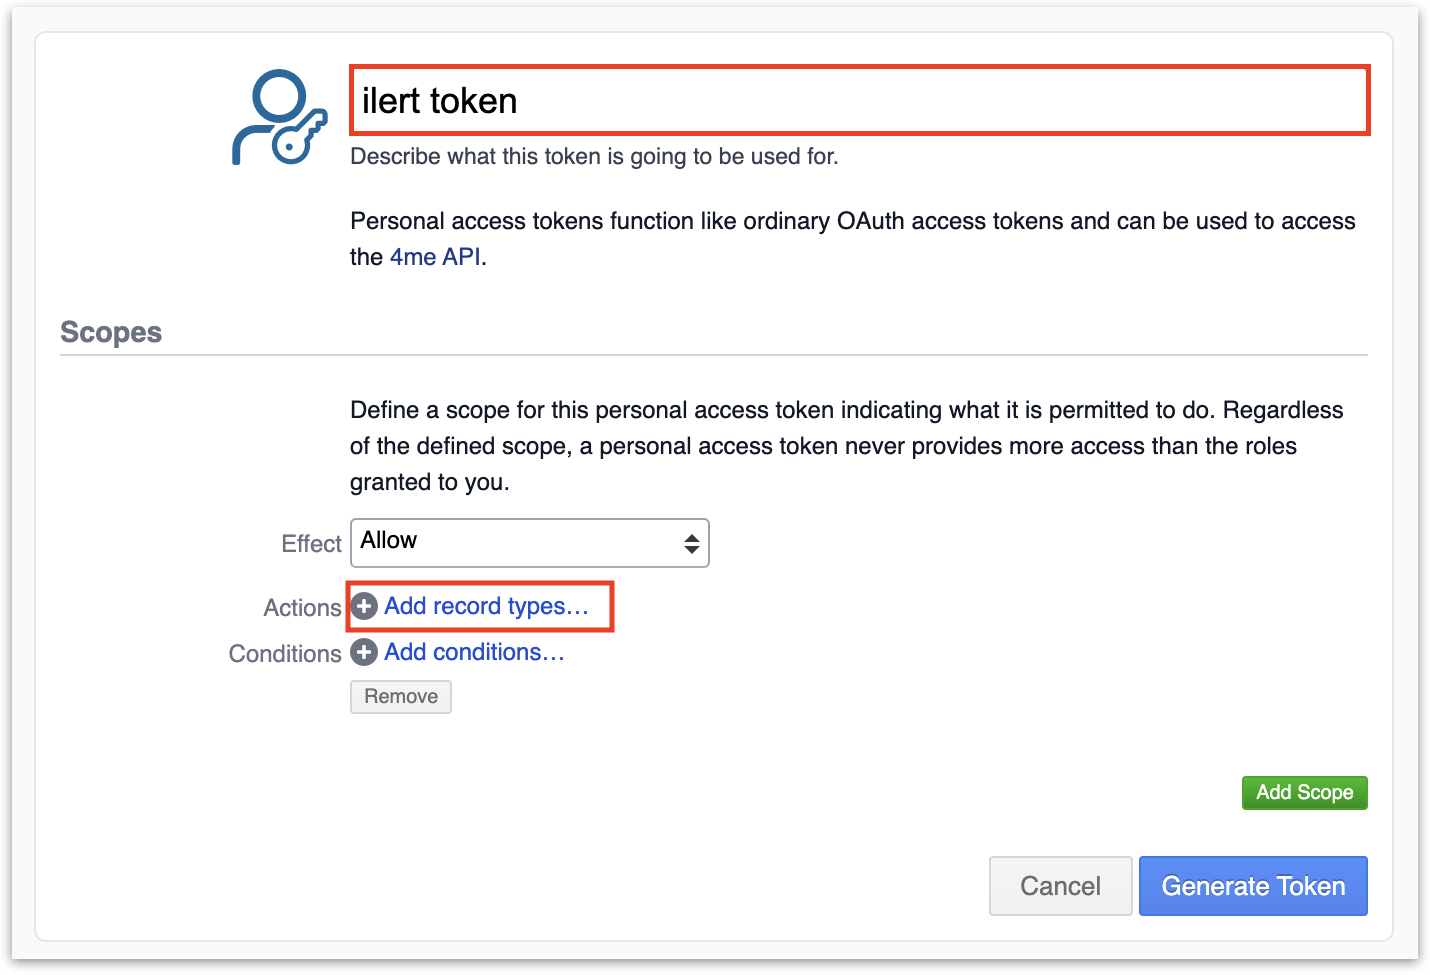 ilert token
Describe what this token is going to be used for.
Personal access tokens function like ordinary OAuth access tokens and can be used to access
the 4me API.
Scopes
Define a scope for this personal access token indicating what it is permitted to do. Regardless
of the defined scope, a personal access token never provides more access than the roles
granted to you.
Effect Allow
Actions Add record types…
Conditions Add conditions…
Remove
Add Scope
Cancel Generate Token